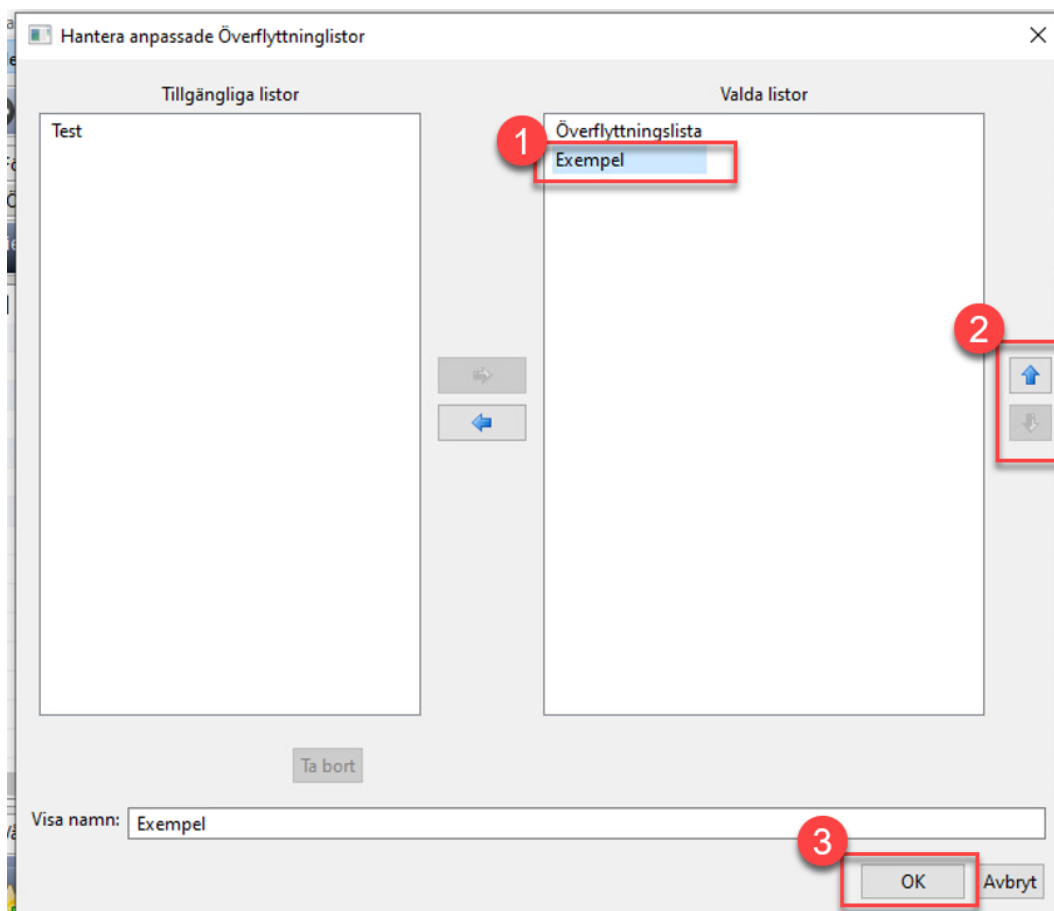 Hantera anpassade Överflyttninglistor
Tillgängliga listor
Valda listor
Test
Överflyttningslista
1
Exempel
2
Ta bort
Visa namn:
Exempel
3
OK
Avbryt